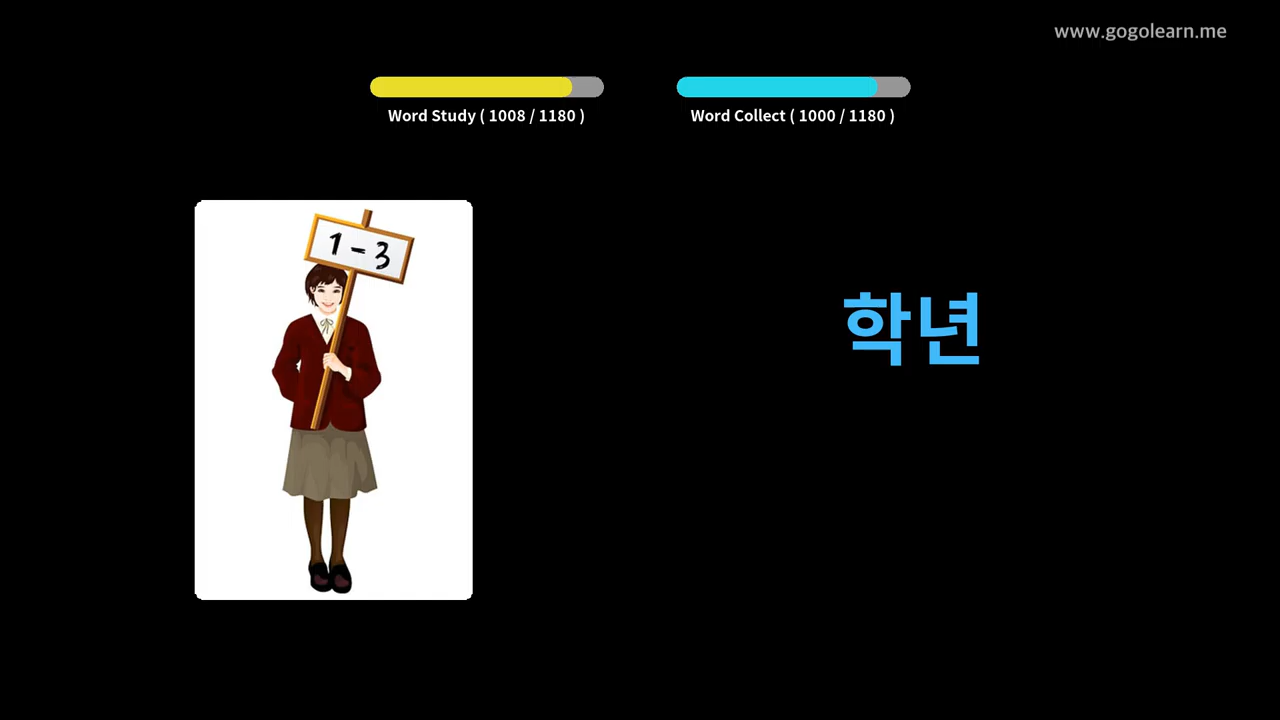 www.gogolearn.me
Word Study ( 1008 / 1180 )
Word Collect ( 1000 / 1180 )
1 - 3
학년